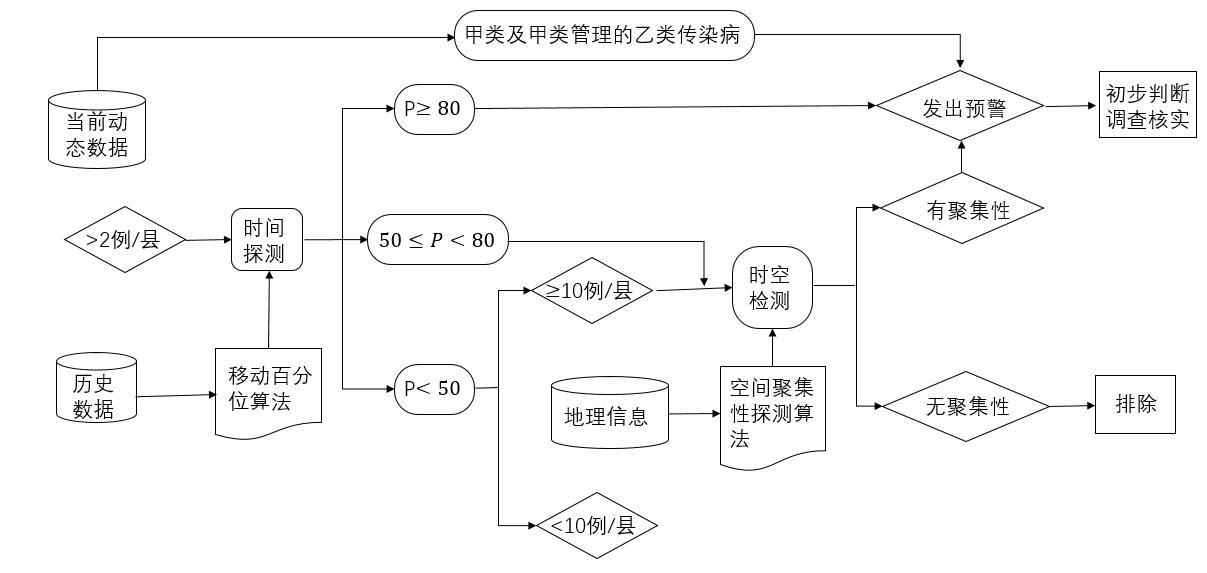 甲类及甲类管理的乙类传染病
当前动
态数据
P≥ 80
发出预警
初步判断
调查核实
>2例/县
时间
探测
50 ≤ P < 80
有聚集性
≥10例/县
时空
检测
历史
数据
移动百分
位算法
P< 50
地理信息
空间聚集
性探测算
法
无聚集性
排除
<10例/县